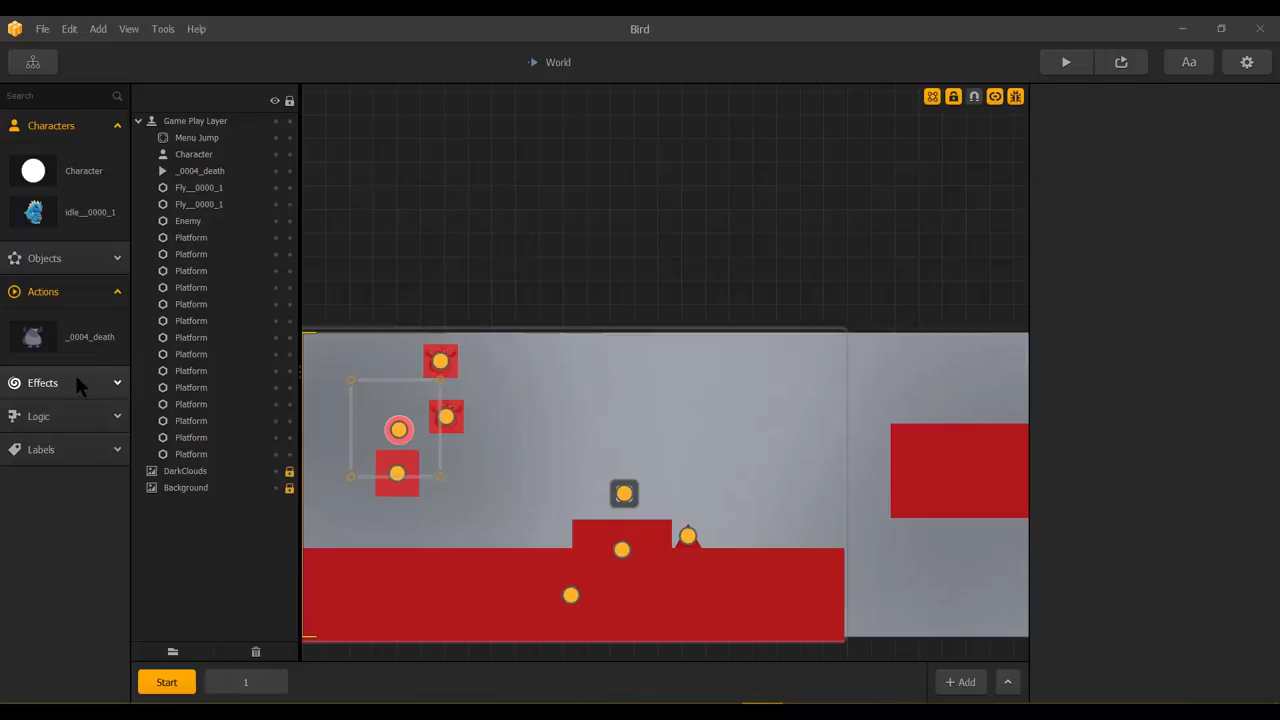 File Edit Add View Tools Help
Bird
World
Aa
Search
Characters
Character
idle__0000_1
Objects
Actions
_0004_death
Effects
Logic
Labels
Game Play Layer
Menu Jump
Character
_0004_death
Fly__0000_1
Fly__0000_1
Enemy
Platform
Platform
Platform
Platform
Platform
Platform
Platform
Platform
Platform
Platform
Platform
Platform
Platform
Platform
DarkClouds
Background
Start
1
+ Add